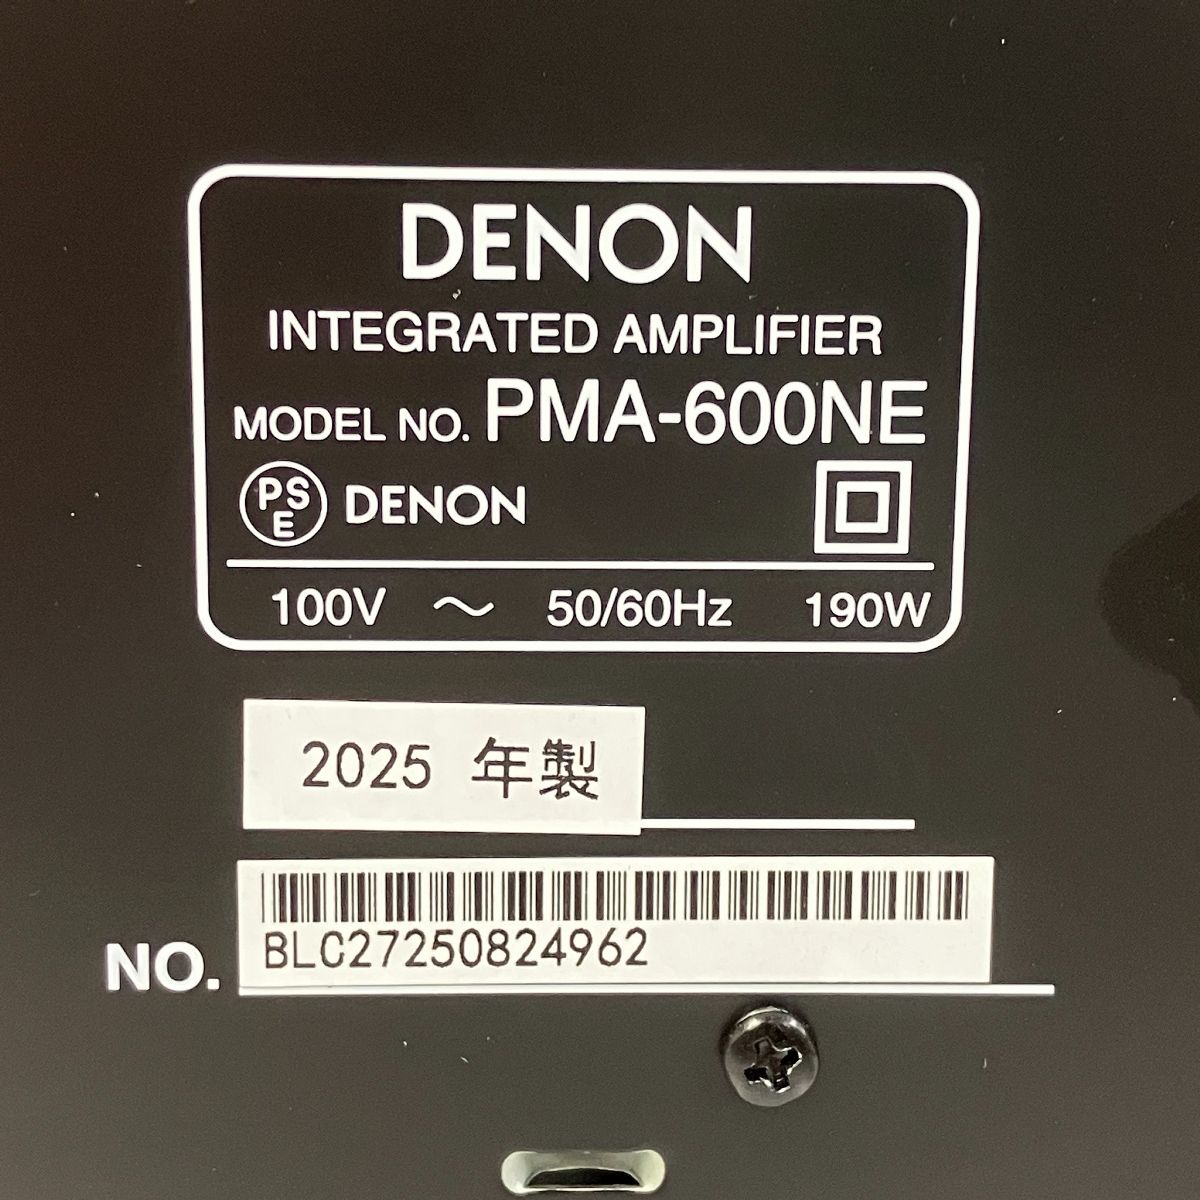 DENON
INTEGRATED AMPLIFIER
MODEL NO. PMA-600NE
PS
E
DENON
100V ～ 50/60Hz 190W
2025 年製
NO. BLC27250824962